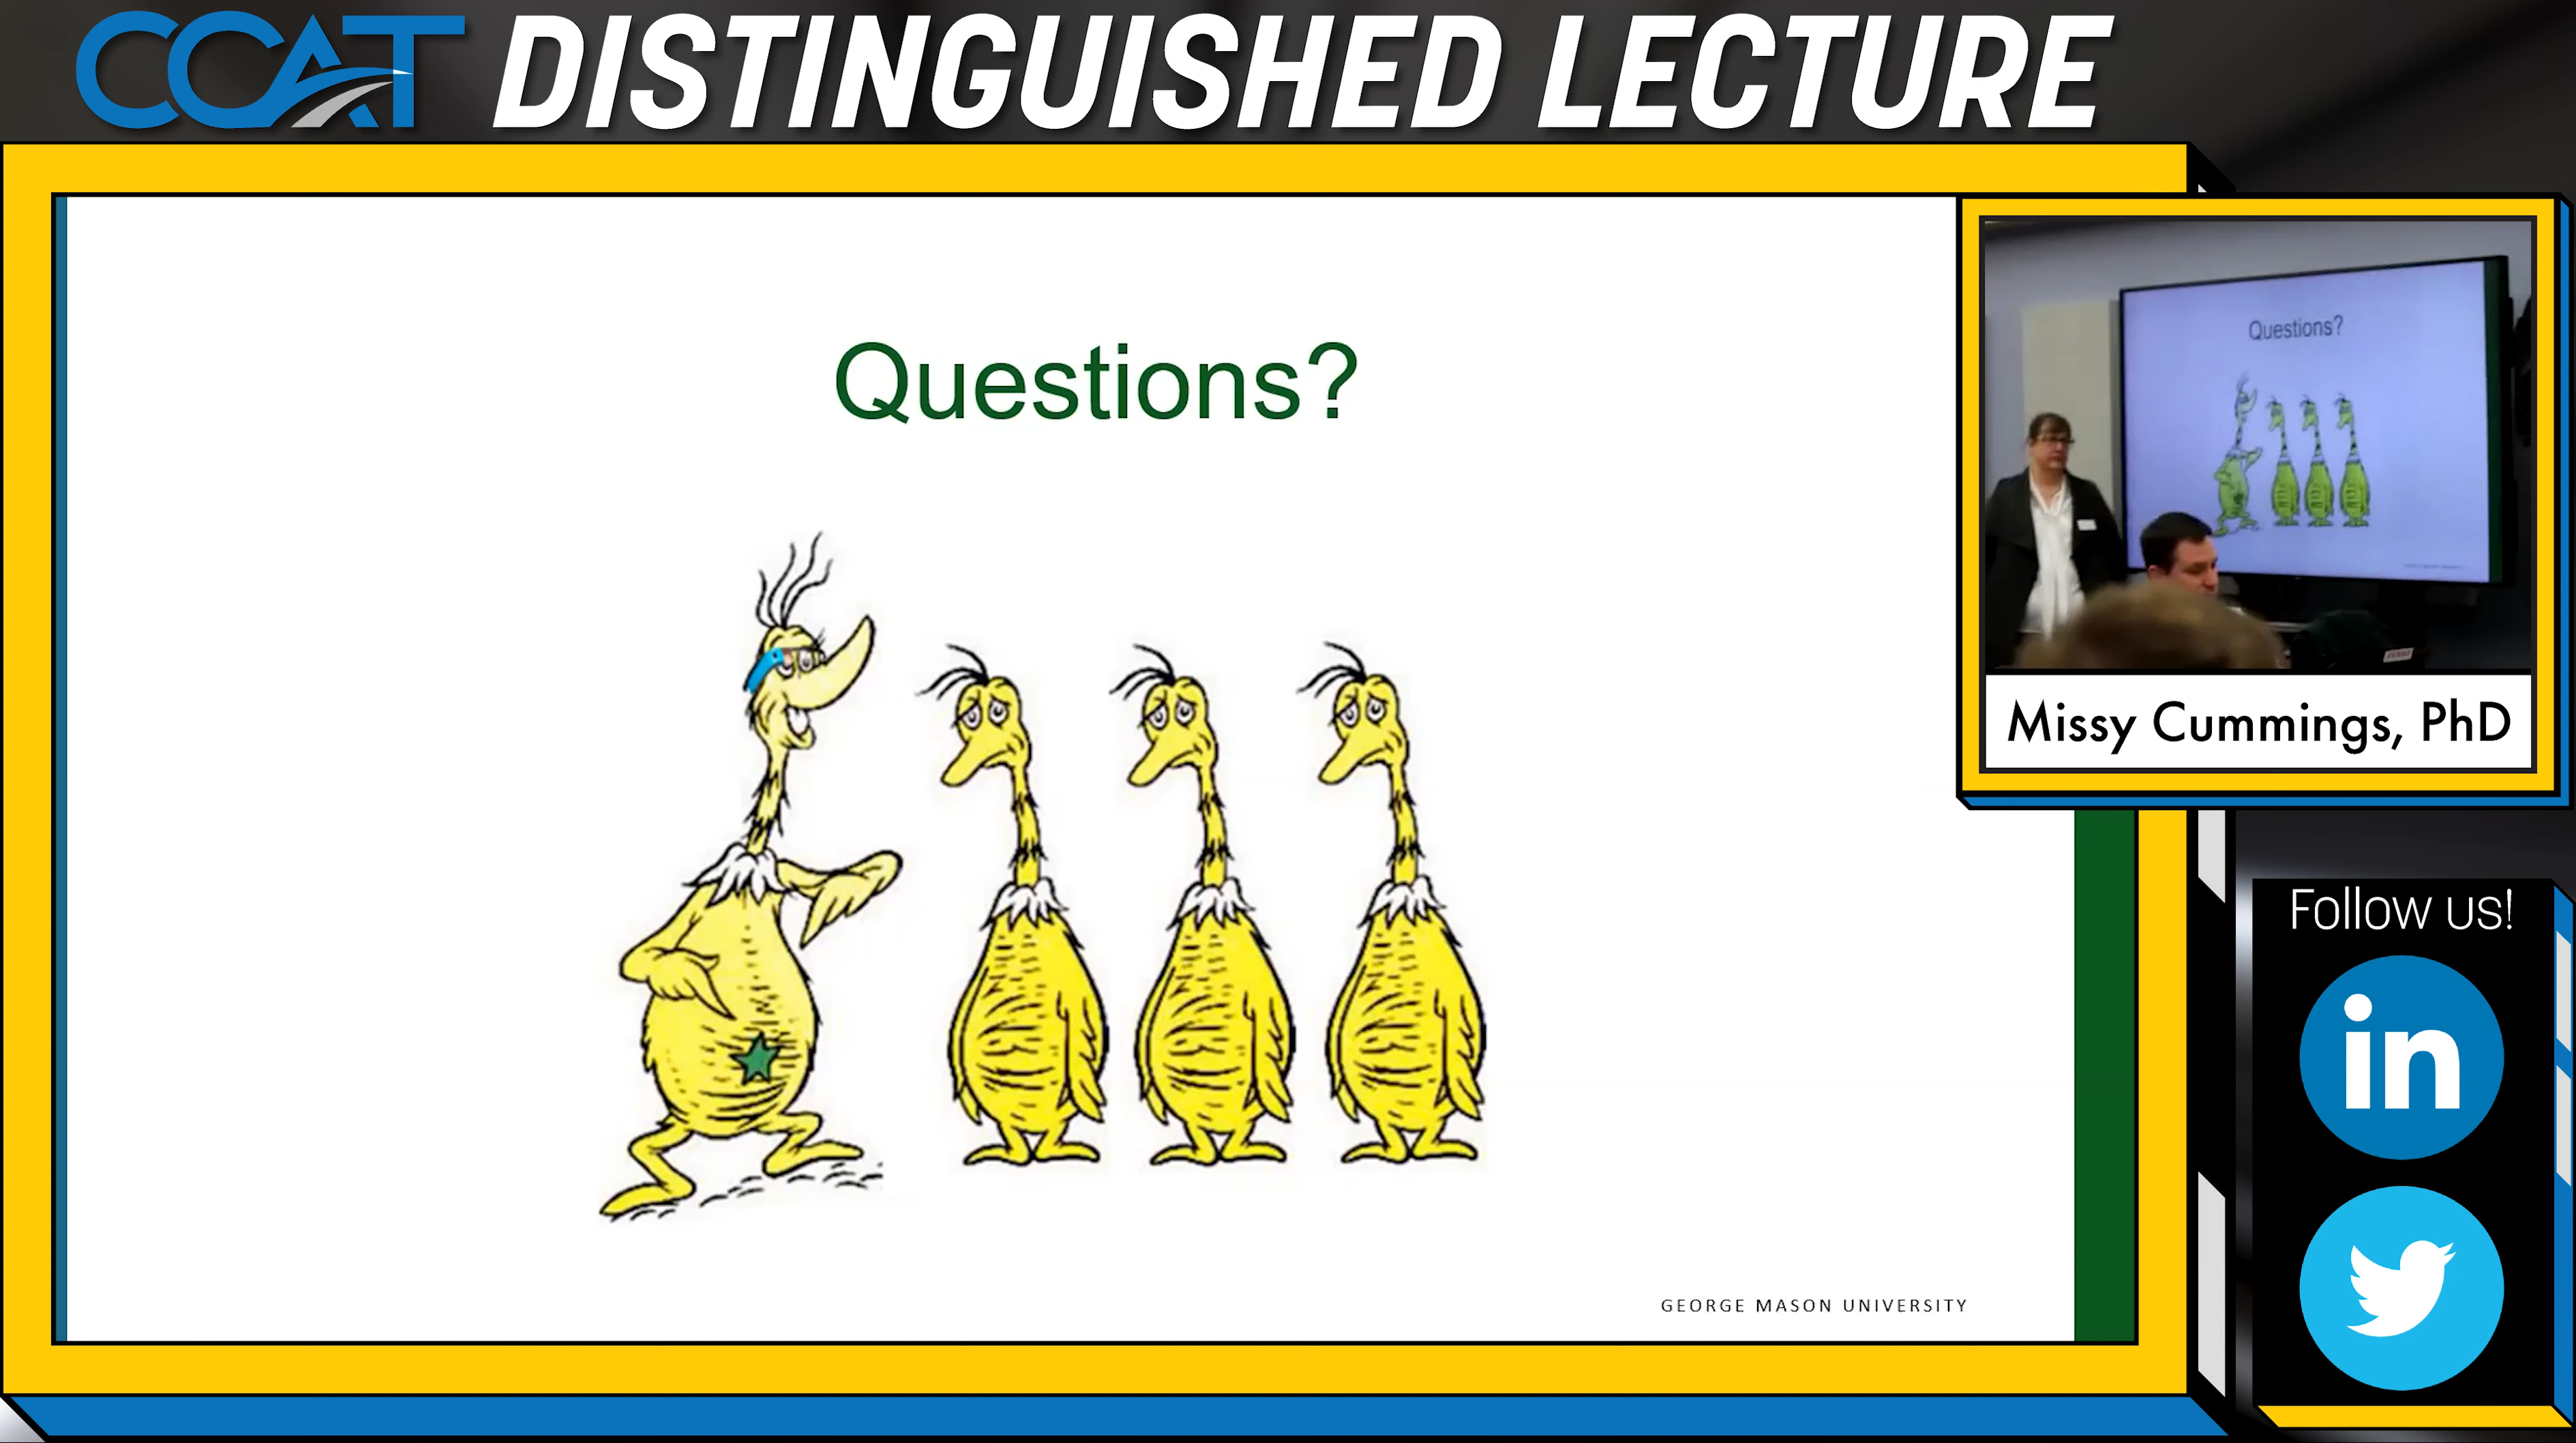 CCAT DISTINGUISHED LECTURE
Questions?
GEORGE MASON UNIVERSITY
Questions?
Missy Cummings, PhD
Follow us!
in